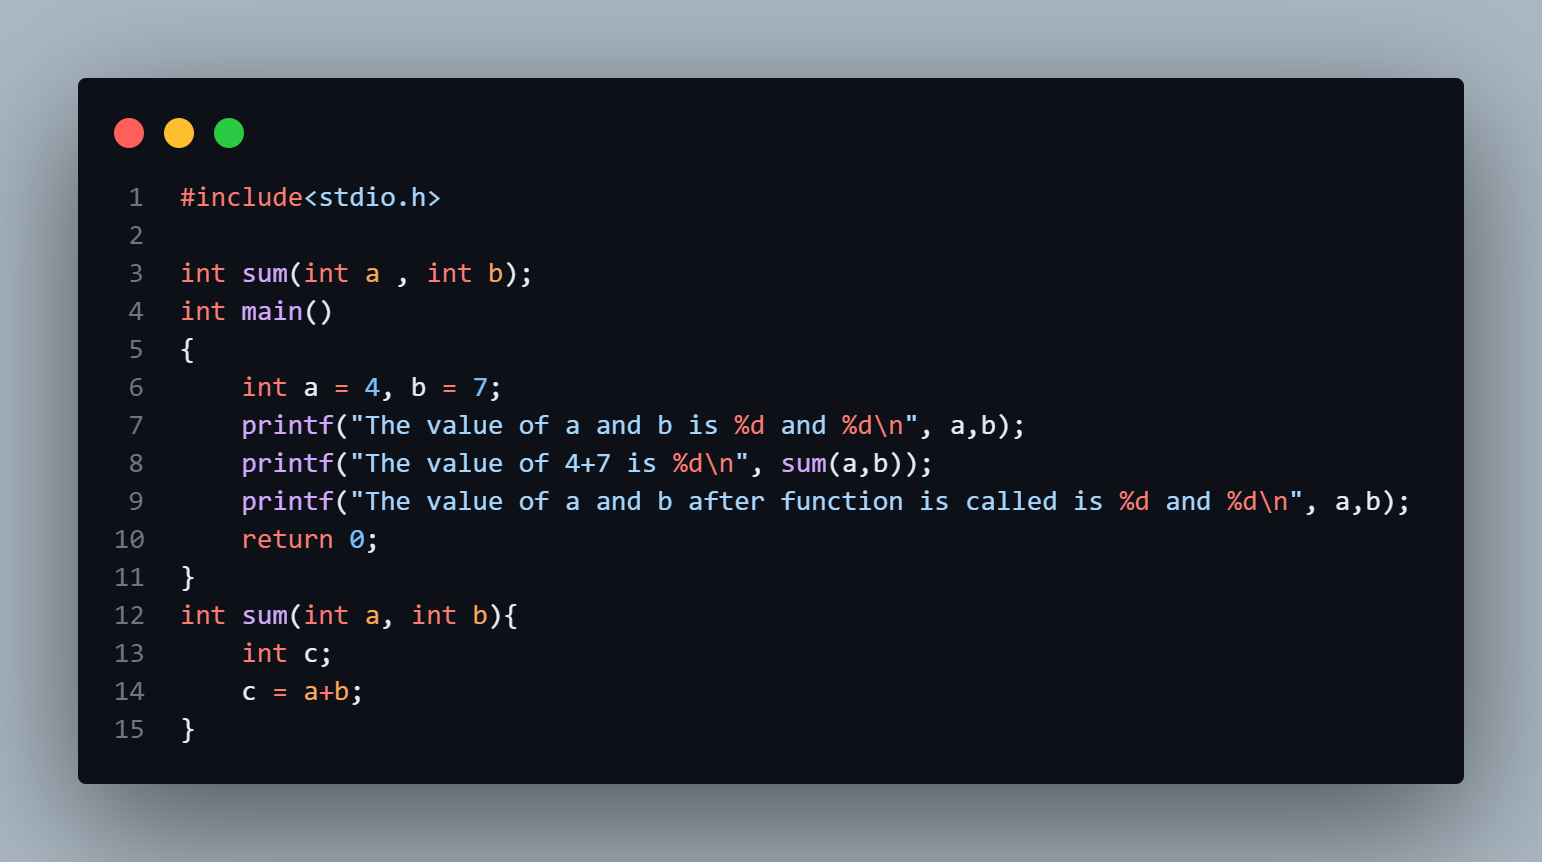 1 #include<stdio.h>
2
3 int sum(int a , int b);
4 int main()
5 {
6     int a = 4, b = 7;
7     printf("The value of a and b is %d and %d\n", a,b);
8     printf("The value of 4+7 is %d\n", sum(a,b));
9     printf("The value of a and b after function is called is %d and %d\n", a,b);
10     return 0;
11 }
12 int sum(int a, int b){
13     int c;
14     c = a+b;
15 }